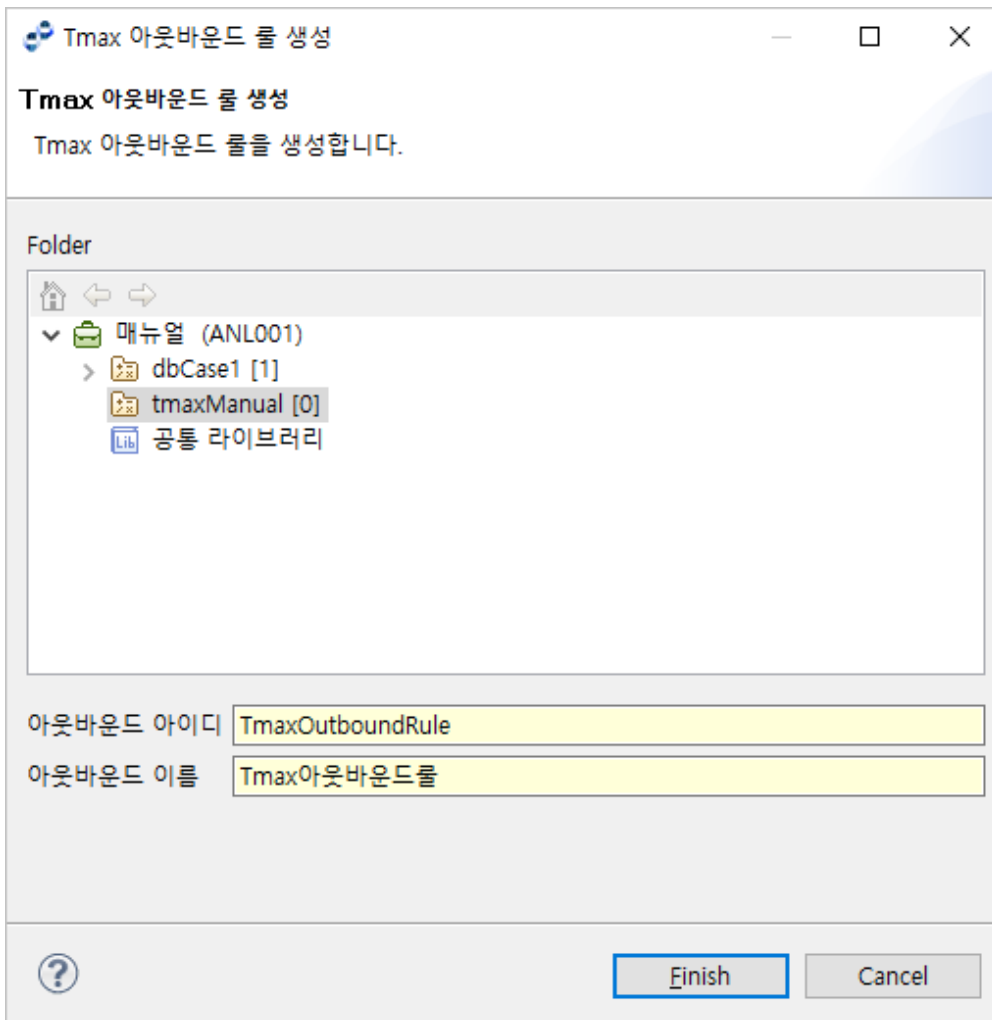 Tmax 아웃바운드 룰 생성
Tmax 아웃바운드 룰 생성
Tmax 아웃바운드 룰을 생성합니다.
Folder
매뉴얼 (ANL001)
dbCase1 [1]
tmaxManual [0]
Lib 공통 라이브러리
아웃바운드 아이디 TmaxOutboundRule
아웃바운드 이름 Tmax아웃바운드룰
? Finish Cancel